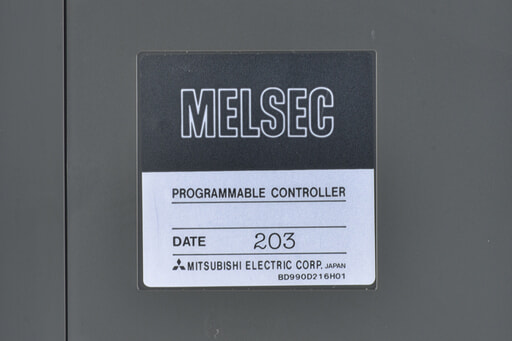 MELSEC
PROGRAMMABLE CONTROLLER
DATE 203
MITSUBISHI ELECTRIC CORP. JAPAN
BD990D216H01